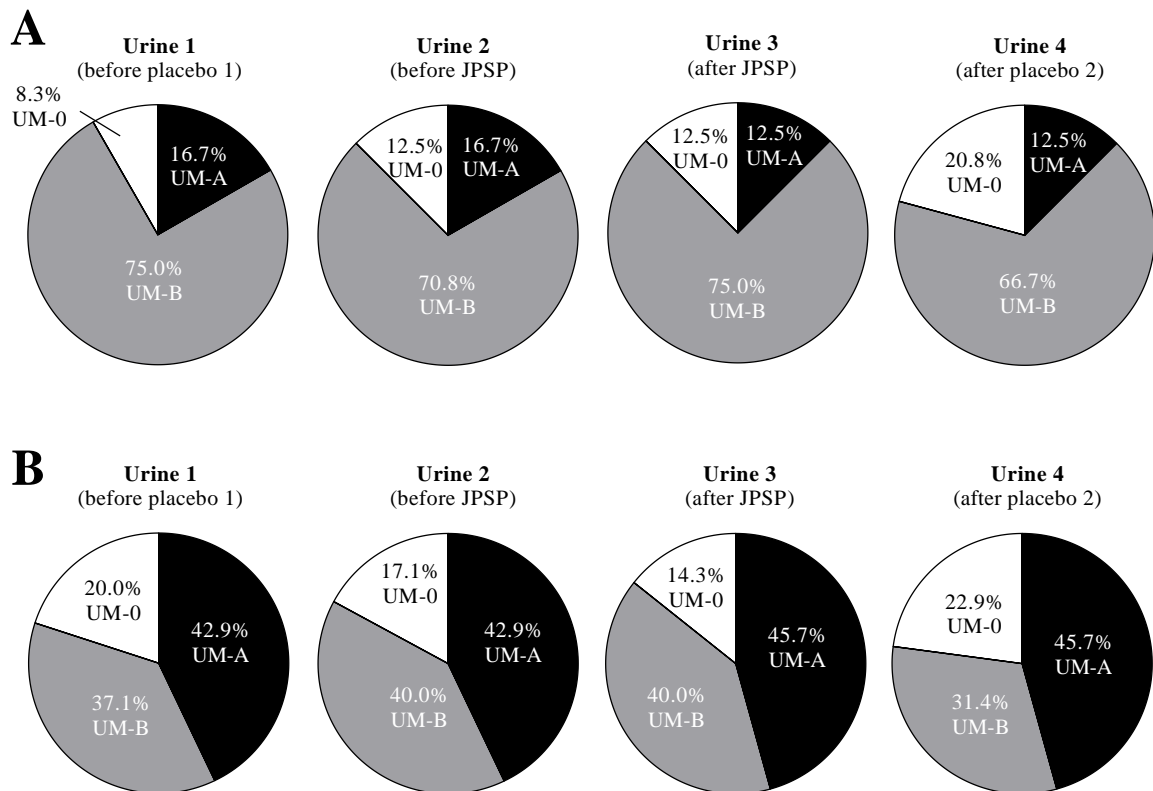 A
Urine 1
(before placebo 1)
Urine 2
(before JPSP)
Urine 3
(after JPSP)
Urine 4
(after placebo 2)
8.3%
UM-0
16.7%
UM-A
75.0%
UM-B
12.5%
UM-0
16.7%
UM-A
70.8%
UM-B
12.5%
UM-0
12.5%
UM-A
75.0%
UM-B
20.8%
UM-0
12.5%
UM-A
66.7%
UM-B
B
Urine 1
(before placebo 1)
Urine 2
(before JPSP)
Urine 3
(after JPSP)
Urine 4
(after placebo 2)
20.0%
UM-0
42.9%
UM-A
37.1%
UM-B
17.1%
UM-0
42.9%
UM-A
40.0%
UM-B
14.3%
UM-0
45.7%
UM-A
40.0%
UM-B
22.9%
UM-0
45.7%
UM-A
31.4%
UM-B